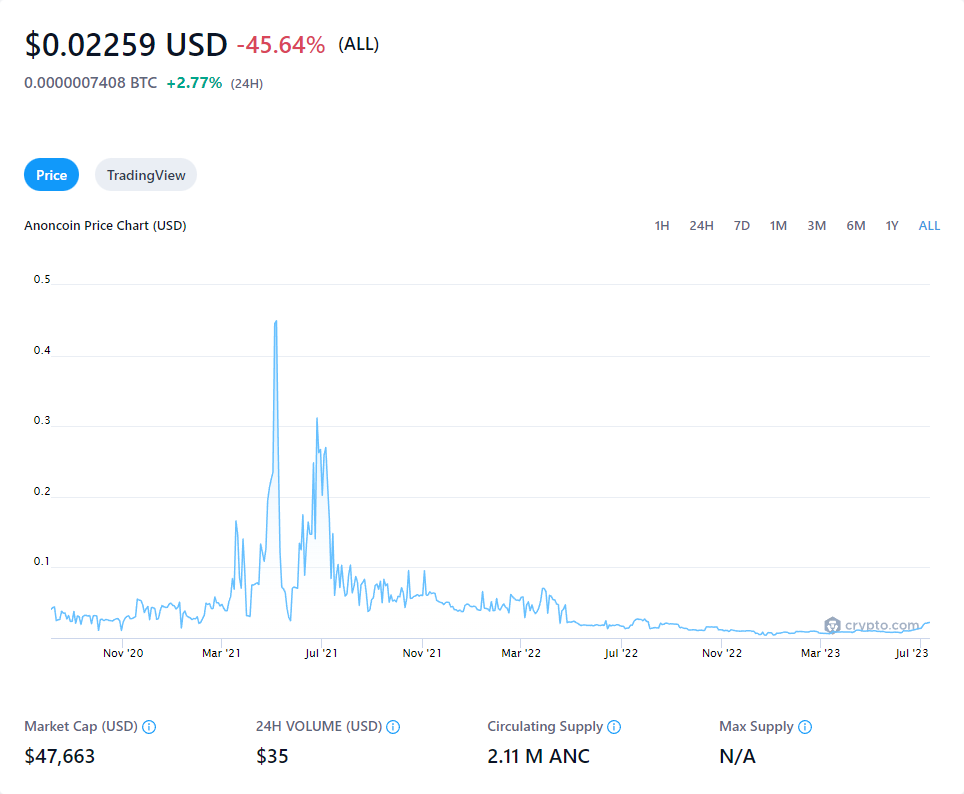 $0.02259 USD -45.64% (ALL)
0.0000007408 BTC +2.77% (24H)
Price TradingView
Anoncoin Price Chart (USD) 1H 24H 7D 1M 3M 6M 1Y ALL
0.5
0.4
0.3
0.2
0.1
crypto.com
Nov '20 Mar '21 Jul '21 Nov '21 Mar '22 Jul '22 Nov '22 Mar '23 Jul '23
Market Cap (USD) 24H VOLUME (USD) Circulating Supply Max Supply
$47,663 $35 2.11 M ANC N/A